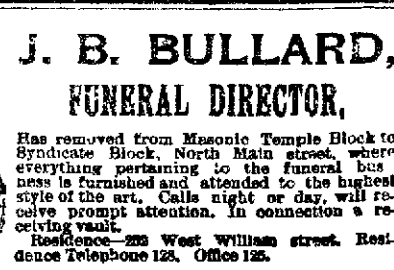 J. B. BULLARD,
FUNERAL DIRECTOR,
Has removed from Masonic Temple Block to
Syndicate Block, North Main street, where
everything pertaining to the funeral bus
ness is furnished and attended to the highest
style of the art. Calls night or day, will re-
ceive prompt attention. In connection a re-
ceiving vault.
Residence—252 West William street. Resi-
dence Telephone 128, Office 125.